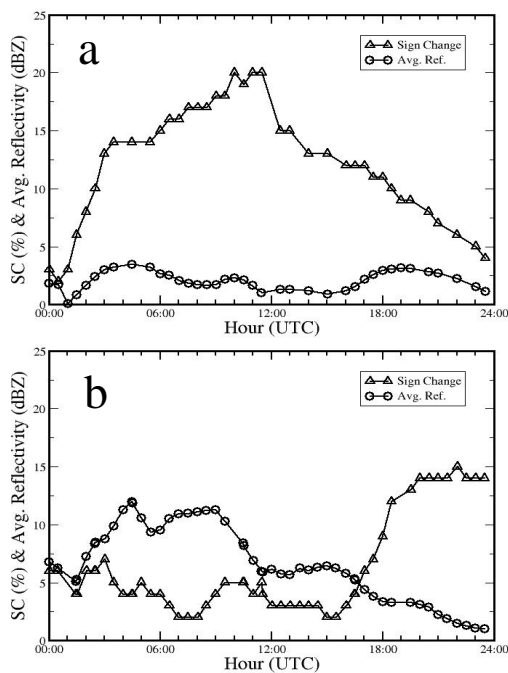 25
20
15
10
5
0
SC (%) & Avg. Reflectivity (dBZ)
a
Sign Change
Avg. Ref.
00:00 06:00 12:00 18:00 24:00
Hour (UTC)
25
20
15
10
5
0
SC (%) & Avg. Reflectivity (dBZ)
b
Sign Change
Avg. Ref.
00:00 06:00 12:00 18:00 24:00
Hour (UTC)